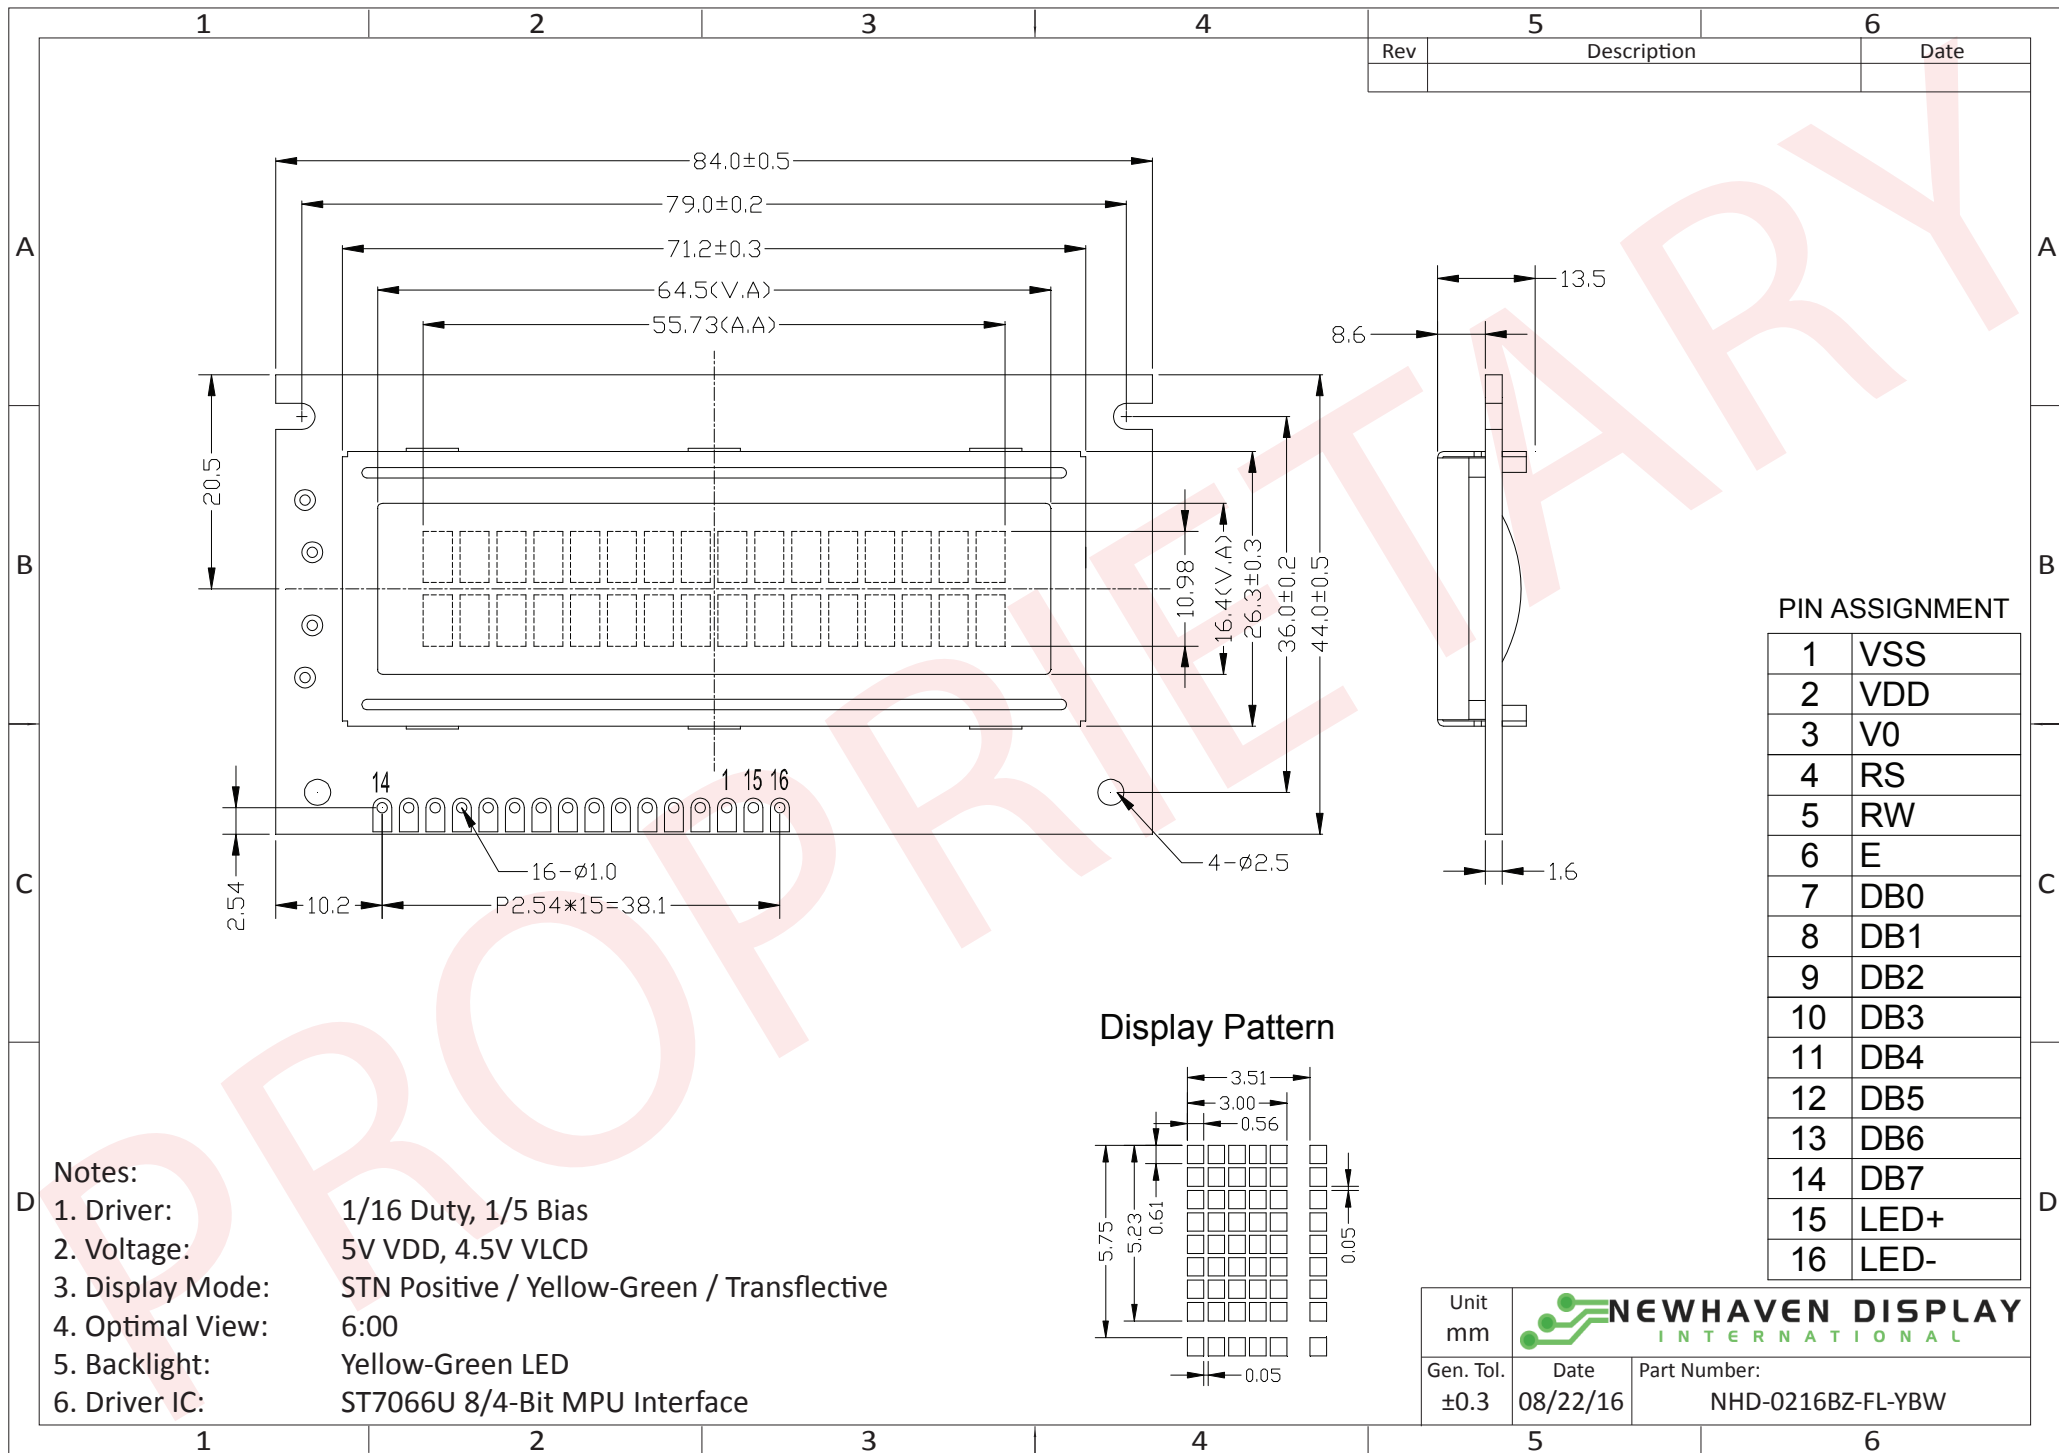 1 2 3 4 5 6
Rev Description Date
A A
B B
C C
D D
PROPRIETARY
84.0±0.5
79.0±0.2
71.2±0.3
64.5(V.A)
55.73(A.A)
13.5
8.6
20.5
10.98
16.4(V.A)
26.3±0.3
36.0±0.2
44.0±0.5
14 1 15 16
2.54
10.2
16-Ø1.0
P2.54*15=38.1
4-Ø2.5
1.6
PIN ASSIGNMENT
1 VSS
2 VDD
3 V0
4 RS
5 RW
6 E
7 DB0
8 DB1
9 DB2
10 DB3
11 DB4
12 DB5
13 DB6
14 DB7
15 LED+
16 LED-
Display Pattern
3.51
3.00
0.56
5.75
5.23
0.61
0.05
0.05
Notes:
1. Driver: 1/16 Duty, 1/5 Bias
2. Voltage: 5V VDD, 4.5V VLCD
3. Display Mode: STN Positive / Yellow-Green / Transflective
4. Optimal View: 6:00
5. Backlight: Yellow-Green LED
6. Driver IC: ST7066U 8/4-Bit MPU Interface
Unit
mm
NEWHAVEN DISPLAY
INTERNATIONAL
Gen. Tol.
±0.3
Date
08/22/16
Part Number:
NHD-0216BZ-FL-YBW
1 2 3 4 5 6